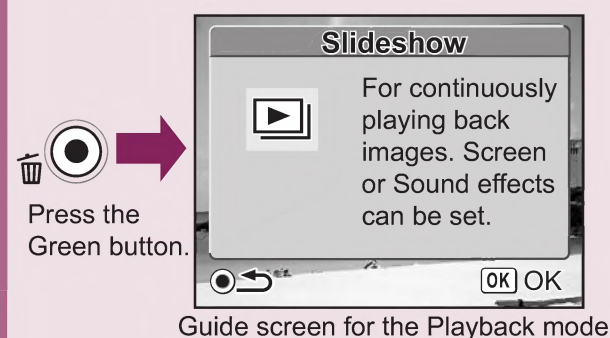 Slideshow
For continuously
playing back
images. Screen
or Sound effects
can be set.
Press the
Green button.
OK OK
Guide screen for the Playback mode